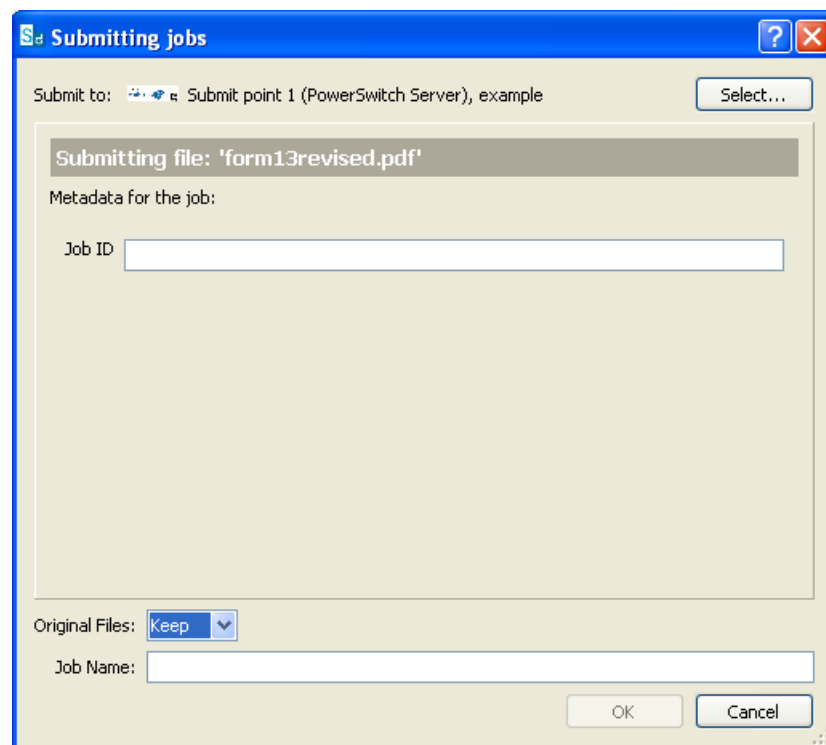 Submitting jobs
Submit to: Submit point 1 (PowerSwitch Server), example Select...
Submitting file: 'form13revised.pdf'
Metadata for the job:
Job ID
Original Files: Keep
Job Name:
OK Cancel